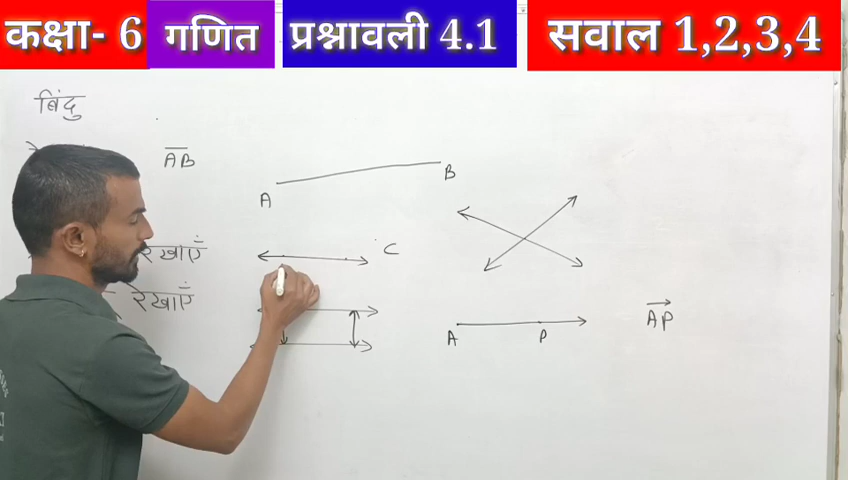 कक्षा- 6 गणित प्रश्नावली 4.1 सवाल 1,2,3,4
बिंदु
AB
A B
रेखाएँ C
रेखाएँ
A P AP